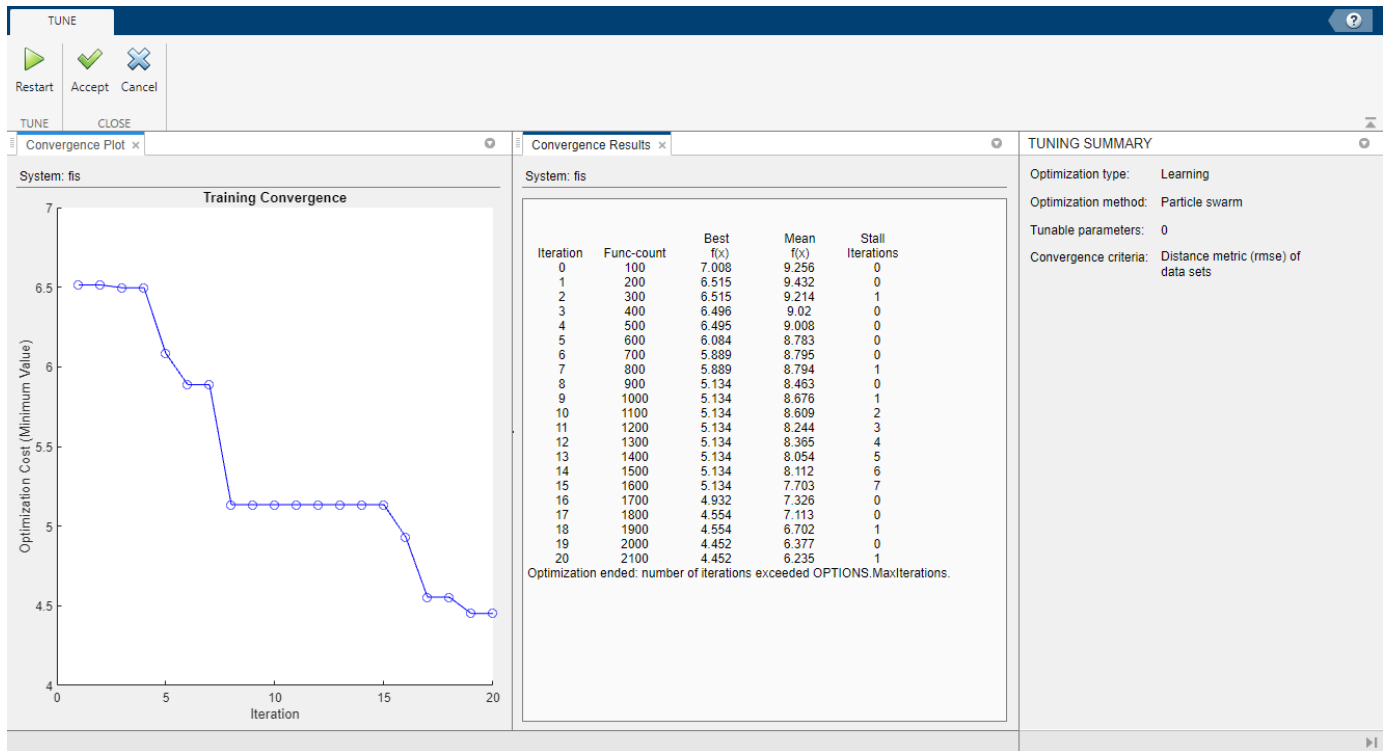 TUNE
?
Restart Accept Cancel
TUNE CLOSE
Convergence Plot ×
System: fis
Training Convergence
7
6.5
6
5.5
5
4.5
4
Optimization Cost (Minimum Value)
0 5 10 15 20
Iteration
Convergence Results ×
System: fis
Best Mean Stall
Iteration Func-count f(x) f(x) Iterations
0 100 7.008 9.256 0
1 200 6.515 9.432 0
2 300 6.515 9.214 1
3 400 6.496 9.02 0
4 500 6.495 9.008 0
5 600 6.084 8.783 0
6 700 5.889 8.795 0
7 800 5.889 8.794 1
8 900 5.134 8.463 0
9 1000 5.134 8.676 1
10 1100 5.134 8.609 2
11 1200 5.134 8.244 3
12 1300 5.134 8.365 4
13 1400 5.134 8.054 5
14 1500 5.134 8.112 6
15 1600 5.134 7.703 7
16 1700 4.932 7.326 0
17 1800 4.554 7.113 0
18 1900 4.554 6.702 1
19 2000 4.452 6.377 0
20 2100 4.452 6.235 1
Optimization ended: number of iterations exceeded OPTIONS.MaxIterations.
TUNING SUMMARY
Optimization type: Learning
Optimization method: Particle swarm
Tunable parameters: 0
Convergence criteria: Distance metric (rmse) of
data sets